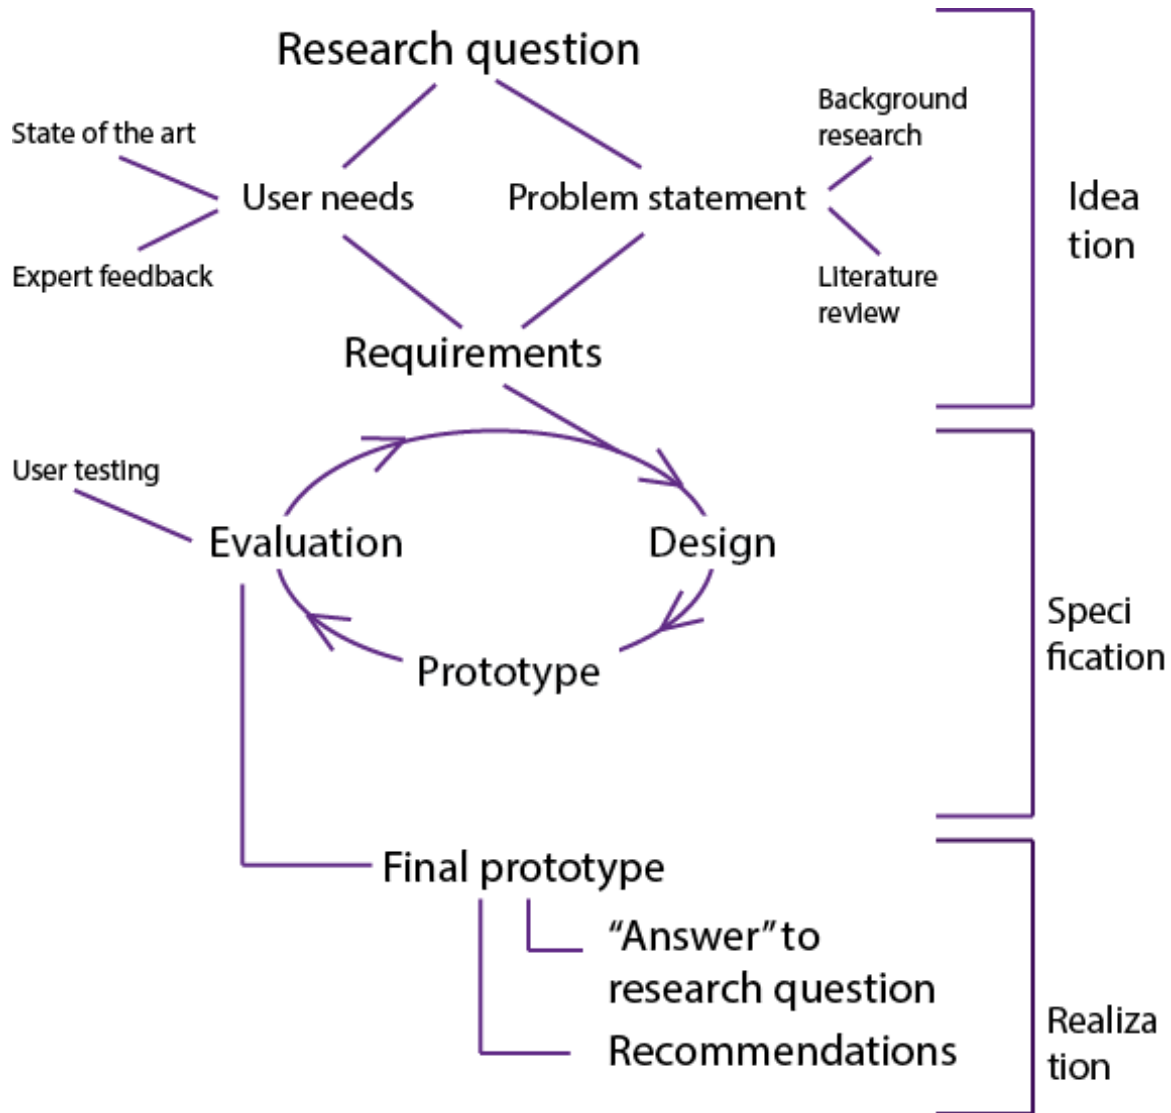 Research question
Background
research
State of the art
User needs
Problem statement
Idea
tion
Expert feedback
Literature
review
Requirements
User testing
Evaluation
Design
Speci
fication
Prototype
Final prototype
“Answer” to
research question
Recommendations
Realiza
tion